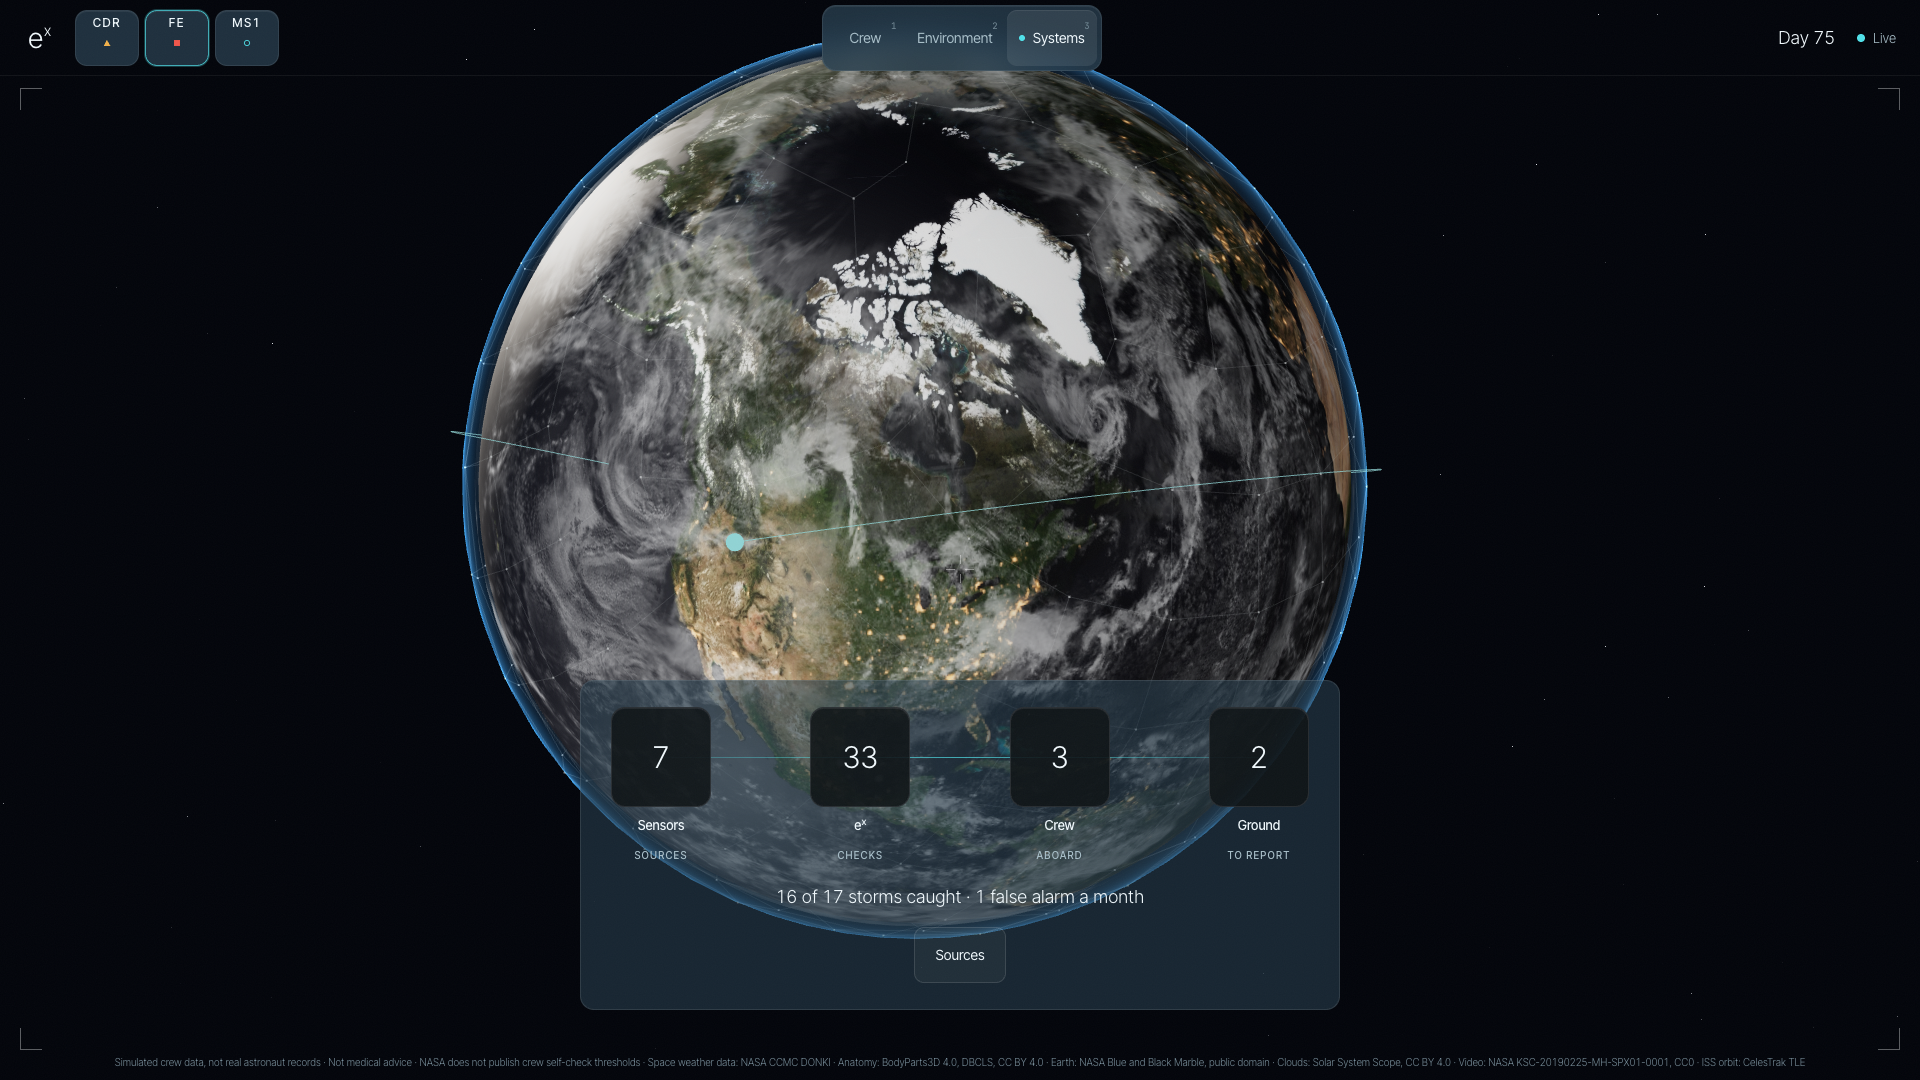 eˣ
CDR
FE
MS1
Crew 1
Environment 2
Systems 3
Day 75
Live
7
33
3
2
Sensors
eˣ
Crew
Ground
SOURCES
CHECKS
ABOARD
TO REPORT
16 of 17 storms caught · 1 false alarm a month
Sources
Simulated crew data, not real astronaut records · Not medical advice · NASA does not publish crew self-check thresholds · Space weather data: NASA CCMC DONKI · Anatomy: BodyParts3D 4.0, DBCLS, CC BY 4.0 · Earth: NASA Blue and Black Marble, public domain · Clouds: Solar System Scope, CC BY 4.0 · Video: NASA KSC-20190225-MH-SPX01-0001, CC0 · ISS orbit: CelesTrak TLE